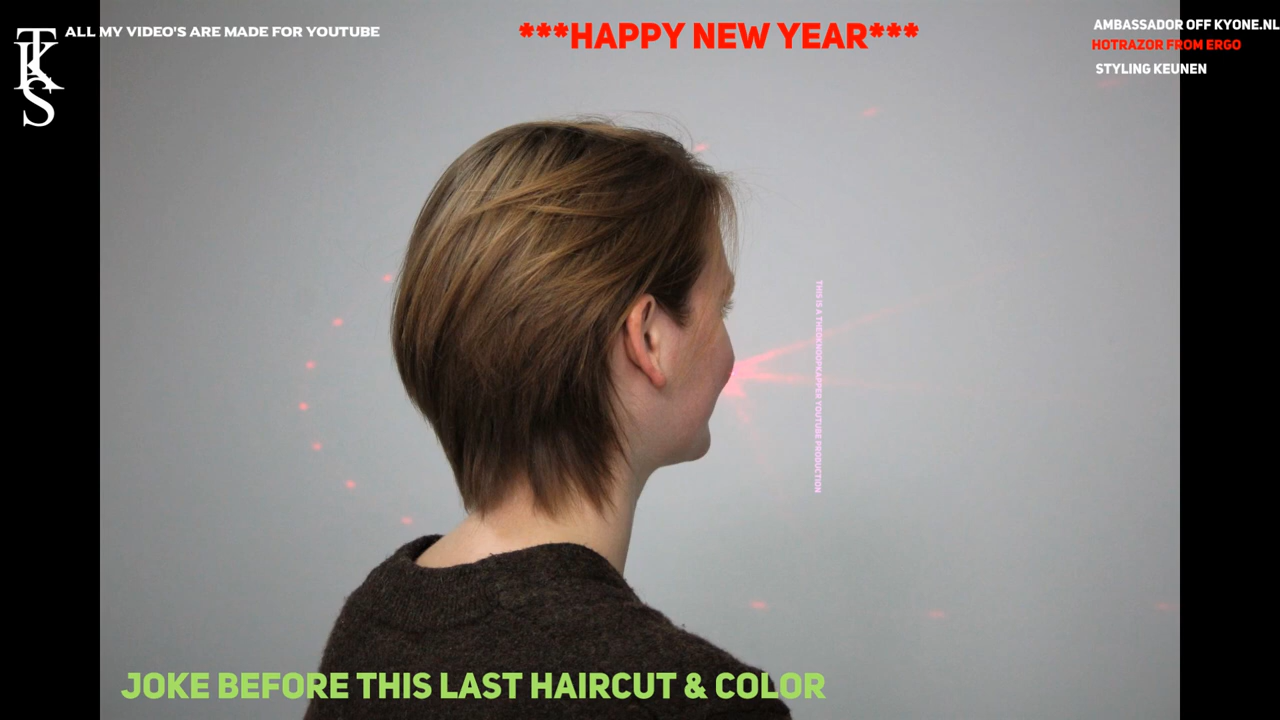 ALL MY VIDEO'S ARE MADE FOR YOUTUBE
TKS
***HAPPY NEW YEAR***
AMBASSADOR OFF KYONE.NL
HOTRAZOR FROM ERGO
STYLING KEUNEN
THIS IS A THEOKNOOPKAPPER YOUTUBE PRODUCTION
JOKE BEFORE THIS LAST HAIRCUT & COLOR